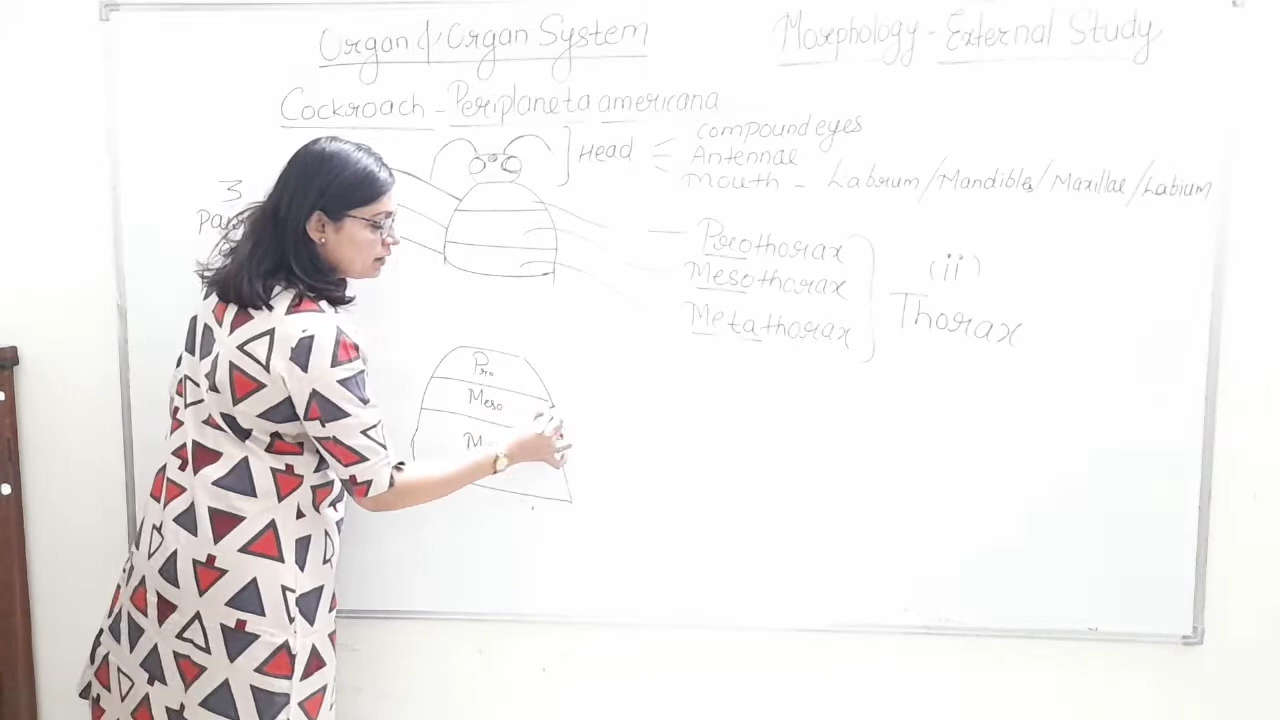 Organ & Organ System
Morphology - External Study
Cockroach - Periplaneta americana
Head
compound eyes
Antennae
Mouth - Labrum/Mandibles/Maxillae/Labium
3
Prothorax
Mesothorax
Metathorax
(ii)
Thorax
Pro
Meso